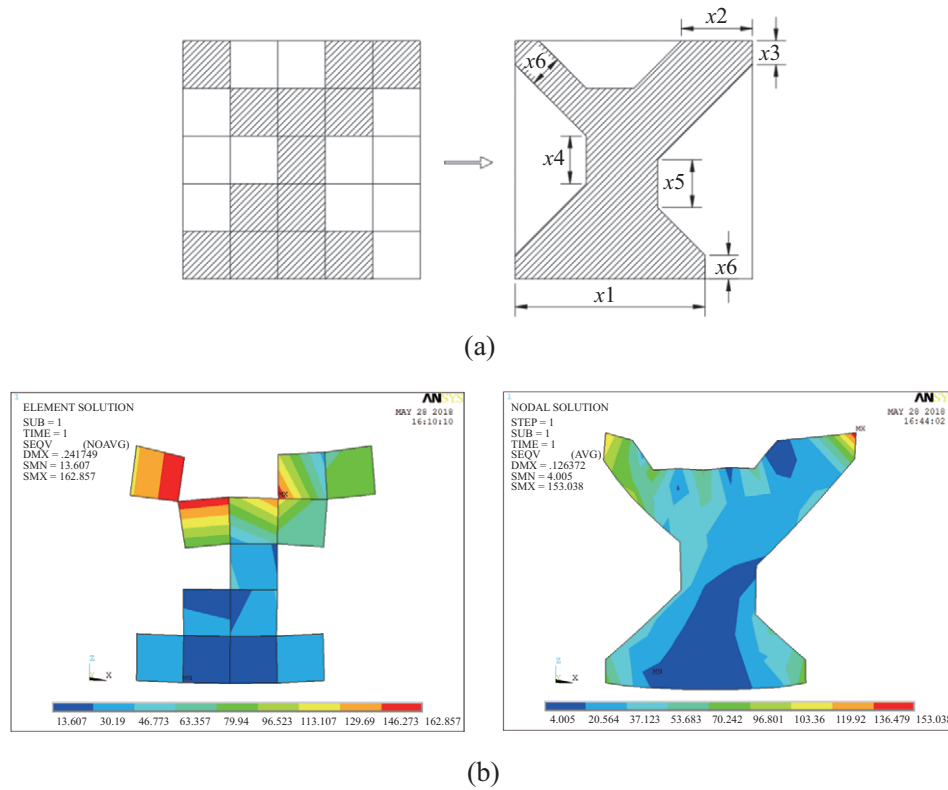 x2
x3
x6
x4
x5
x6
x1
(a)
1
ELEMENT SOLUTION
SUB = 1
TIME = 1
SEQV (NOAVG)
DMX = .241749
SMN = 13.607
SMX = 162.857
ANSYS
MAY 28 2018
16:10:10
MX
MN
Z
X
13.607 30.19 46.773 63.357 79.94 96.523 113.107 129.69 146.273 162.857
1
NODAL SOLUTION
STEP = 1
SUB = 1
TIME = 1
SEQV (AVG)
DMX = .126372
SMN = 4.005
SMX = 153.038
ANSYS
MAY 28 2018
16:44:02
MX
MN
Z
X
4.005 20.564 37.123 53.683 70.242 96.801 103.36 119.92 136.479 153.038
(b)